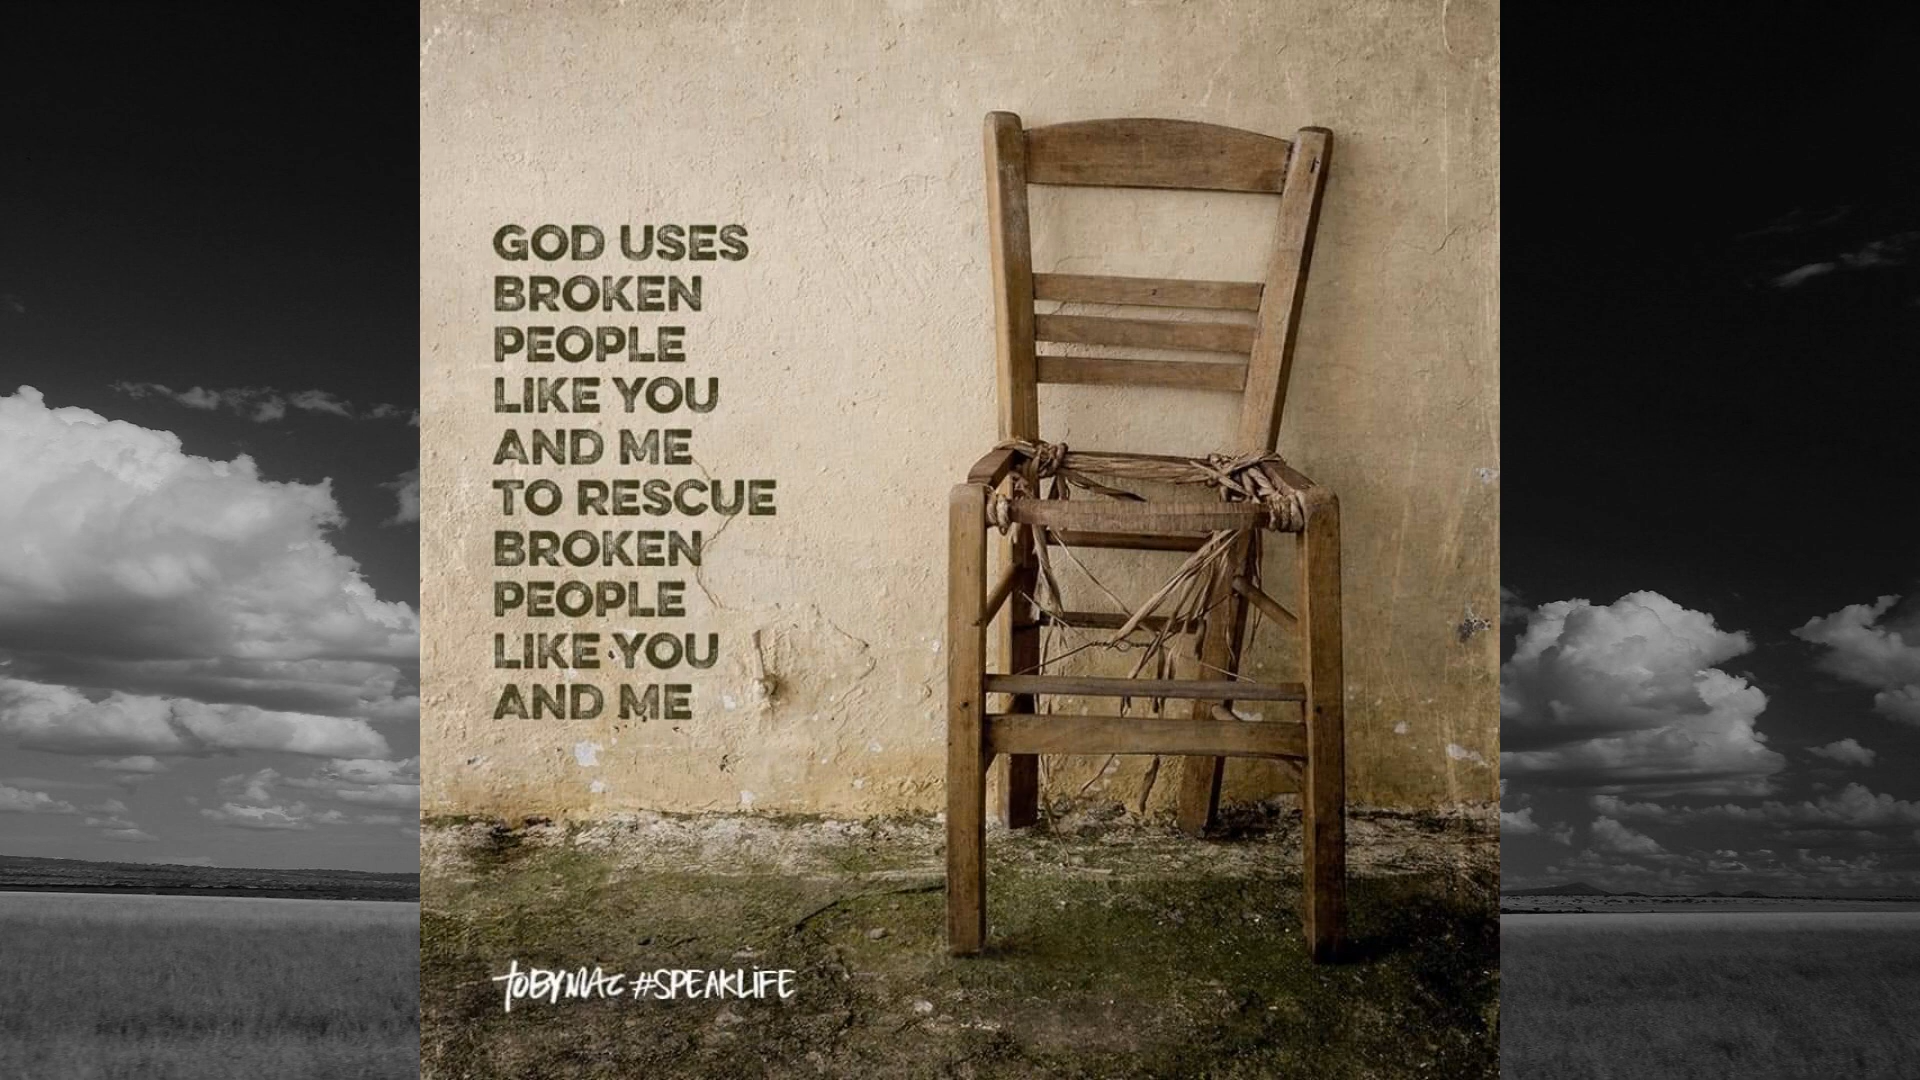 GOD USES
BROKEN
PEOPLE
LIKE YOU
AND ME
TO RESCUE
BROKEN
PEOPLE
LIKE YOU
AND ME
TOBYMAC #SPEAKLIFE